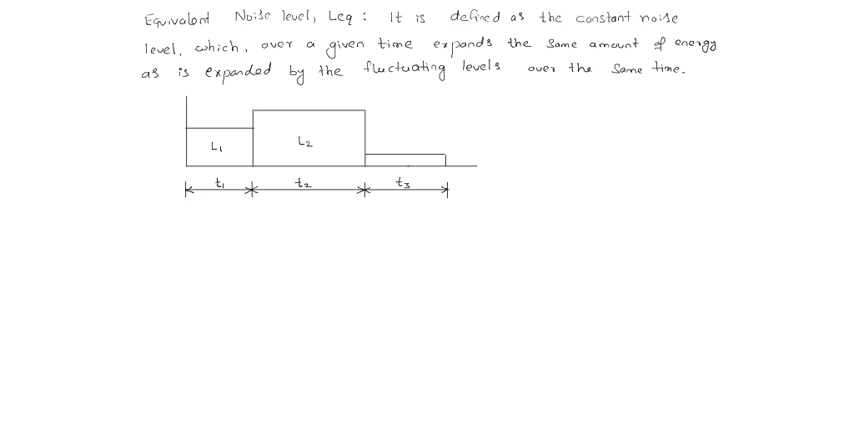 Equivalent Noise level, Leq : It is defined as the constant noise
level, which, over a given time expands the same amount of energy
as is expanded by the fluctuating levels over the same time.
L₁
L₂
t₁ t₂ t₃